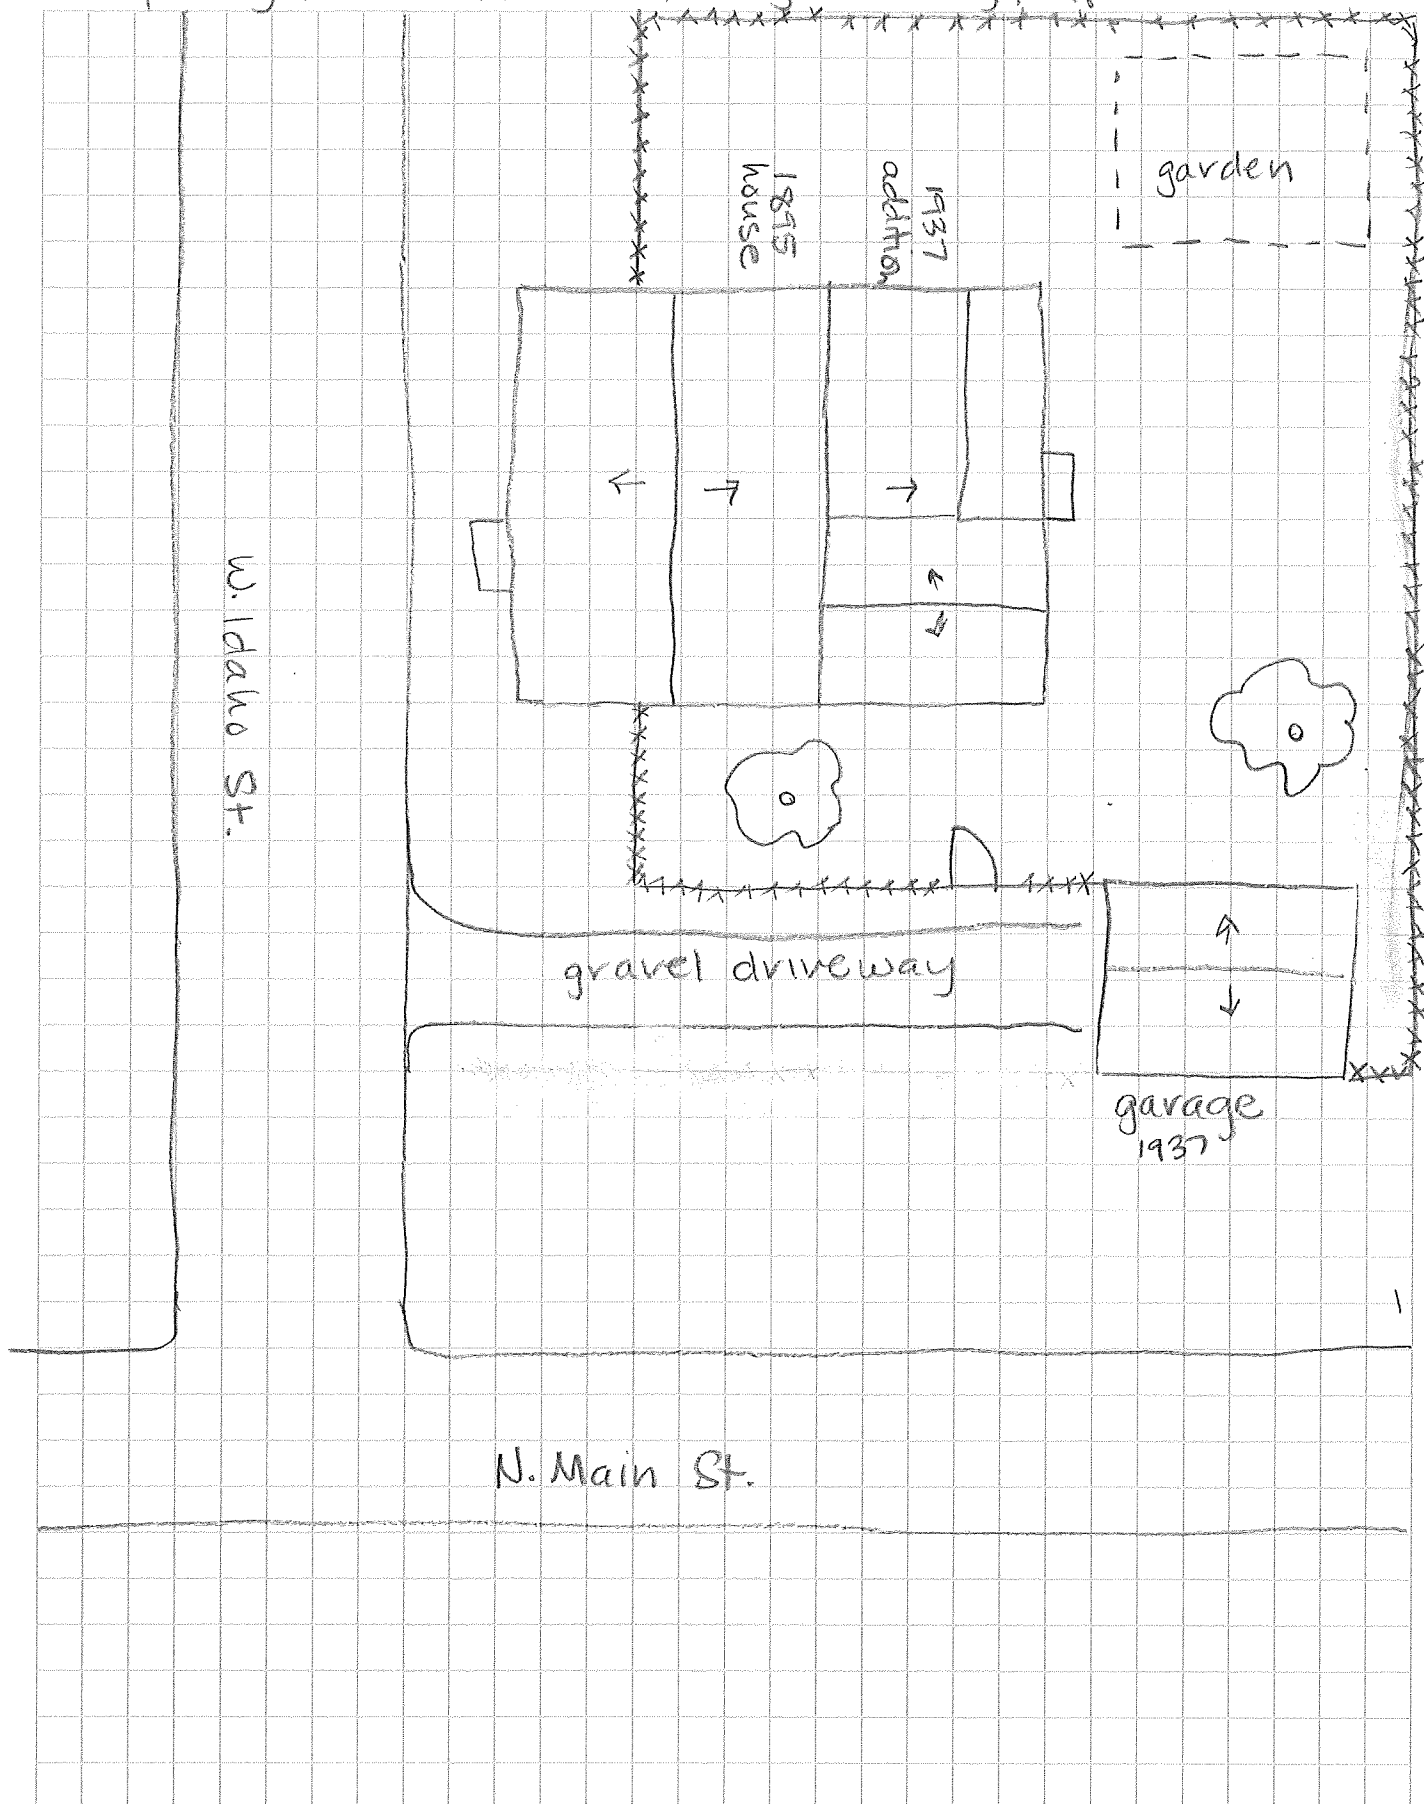 garden
1895
house
1937
addition
W. Idaho St.
gravel driveway
garage
1937
N. Main St.